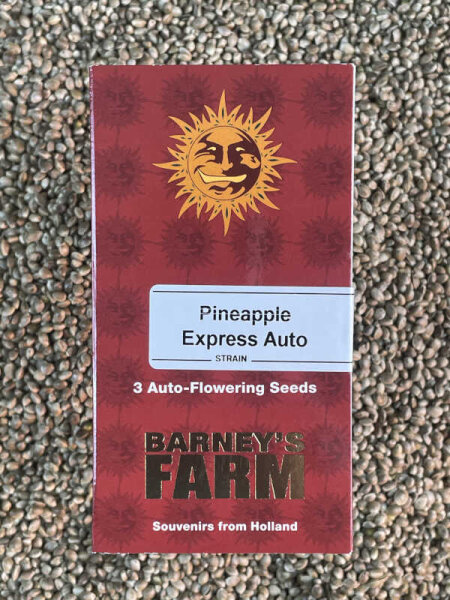 Pineapple
Express Auto
STRAIN
3 Auto-Flowering Seeds
BARNEY'S
FARM
Souvenirs from Holland